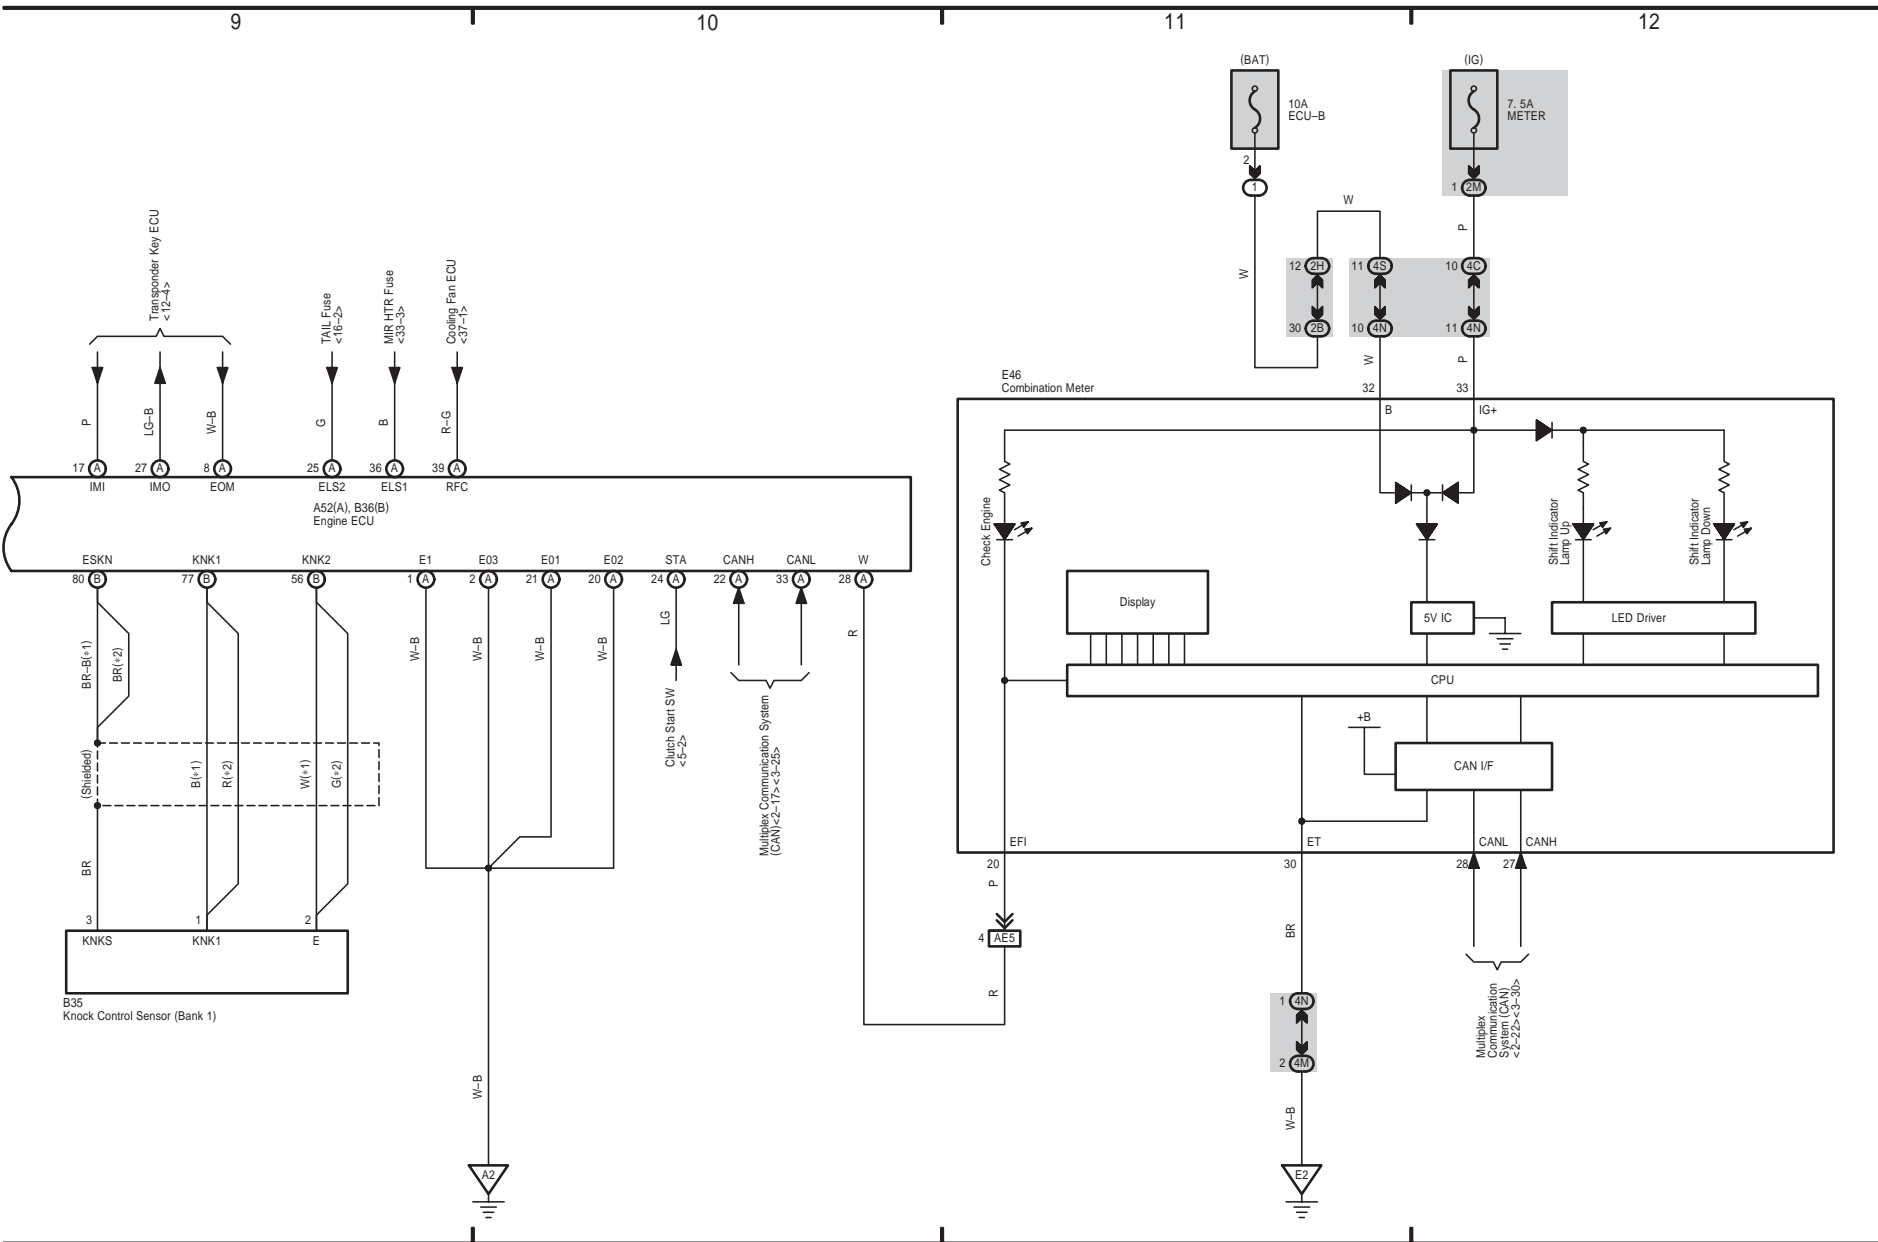 9
10
11
12
(BAT)
10A
ECU–B
2
1
(IG)
7. 5A
METER
1
2M
W
P
W
12
2H
11
4S
10
4C
30
2B
10
4N
11
4N
W
P
32
33
Transponder Key ECU
<12–4>
TAIL Fuse
<16–2>
MIR HTR Fuse
<33–3>
Cooling Fan ECU
<37–1>
P
LG–B
W–B
G
B
R–G
17
A
27
A
8
A
25
A
36
A
39
A
IMI
IMO
EOM
ELS2
ELS1
RFC
A52(A), B36(B)
Engine ECU
ESKN
KNK1
KNK2
E1
E03
E01
E02
STA
CANH
CANL
W
80
B
77
B
56
B
1
A
2
A
21
A
20
A
24
A
22
A
33
A
28
A
BR–B(∗1)
BR(∗2)
W–B
W–B
W–B
W–B
LG
R
(Shielded)
B(∗1)
R(∗2)
W(∗1)
G(∗2)
Clutch Start SW
<5–2>
Multiplex Communication System
(CAN)<2–17><3–25>
BR
3
1
2
KNKS
KNK1
E
B35
Knock Control Sensor (Bank 1)
W–B
A2
E46
Combination Meter
B
IG+
Check Engine
Shift Indicator
Lamp Up
Shift Indicator
Lamp Down
Display
5V IC
LED Driver
CPU
+B
CAN I/F
EFI
ET
CANL
CANH
20
30
28
27
P
4
AE5
R
BR
1
4N
2
4M
W–B
E2
Multiplex
Communication
System (CAN)
<2–22><3–30>